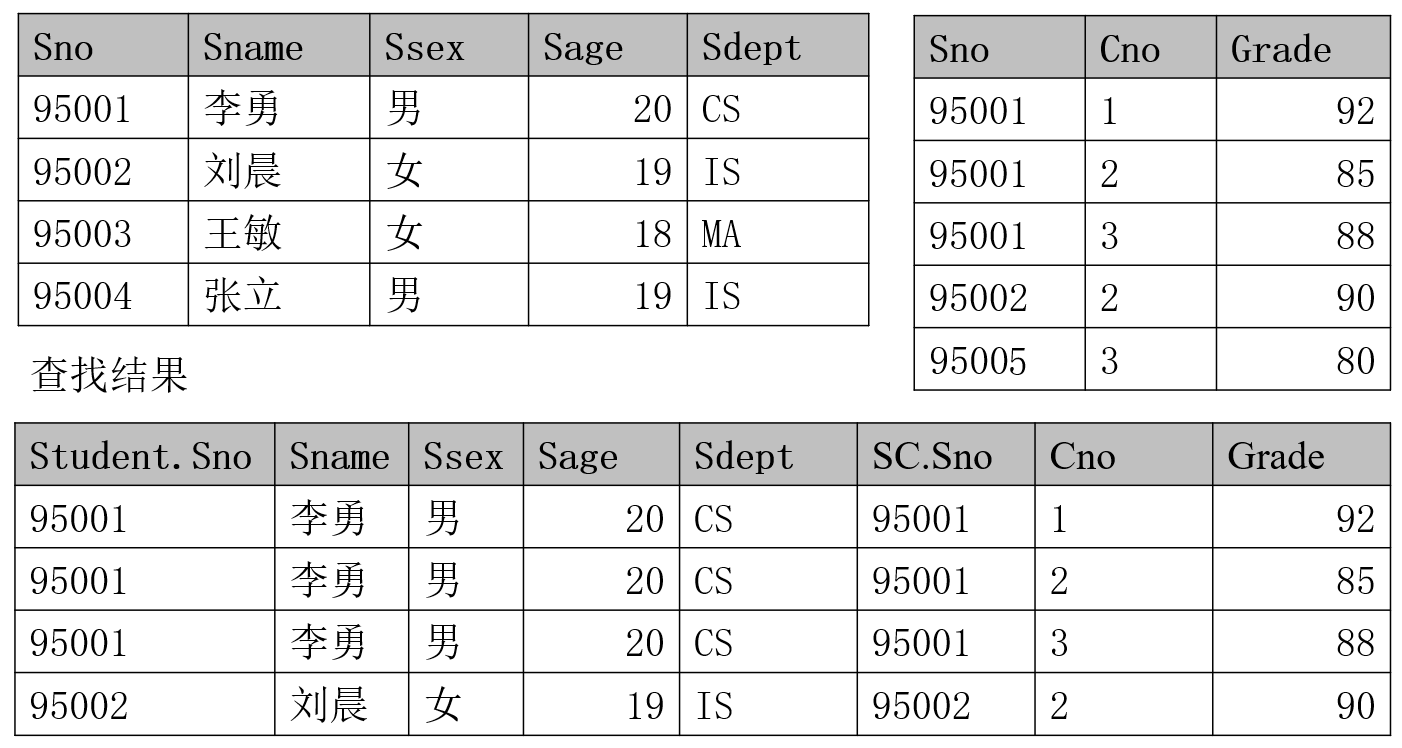 Sno Sname Ssex Sage Sdept
95001 李勇 男 20 CS
95002 刘晨 女 19 IS
95003 王敏 女 18 MA
95004 张立 男 19 IS
Sno Cno Grade
95001 1 92
95001 2 85
95001 3 88
95002 2 90
95005 3 80
查找结果
Student.Sno Sname Ssex Sage Sdept SC.Sno Cno Grade
95001 李勇 男 20 CS 95001 1 92
95001 李勇 男 20 CS 95001 2 85
95001 李勇 男 20 CS 95001 3 88
95002 刘晨 女 19 IS 95002 2 90